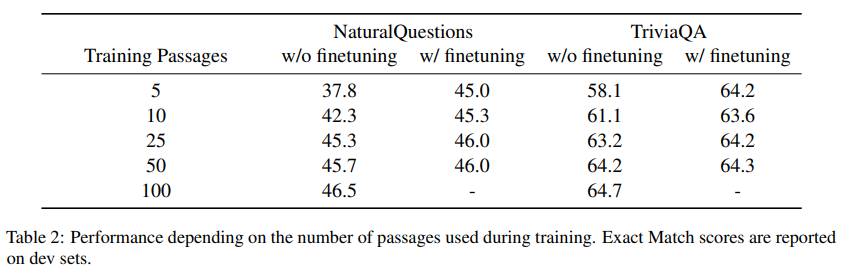 NaturalQuestions TriviaQA
Training Passages w/o finetuning w/ finetuning w/o finetuning w/ finetuning
5 37.8 45.0 58.1 64.2
10 42.3 45.3 61.1 63.6
25 45.3 46.0 63.2 64.2
50 45.7 46.0 64.2 64.3
100 46.5 - 64.7 -
Table 2: Performance depending on the number of passages used during training. Exact Match scores are reported
on dev sets.